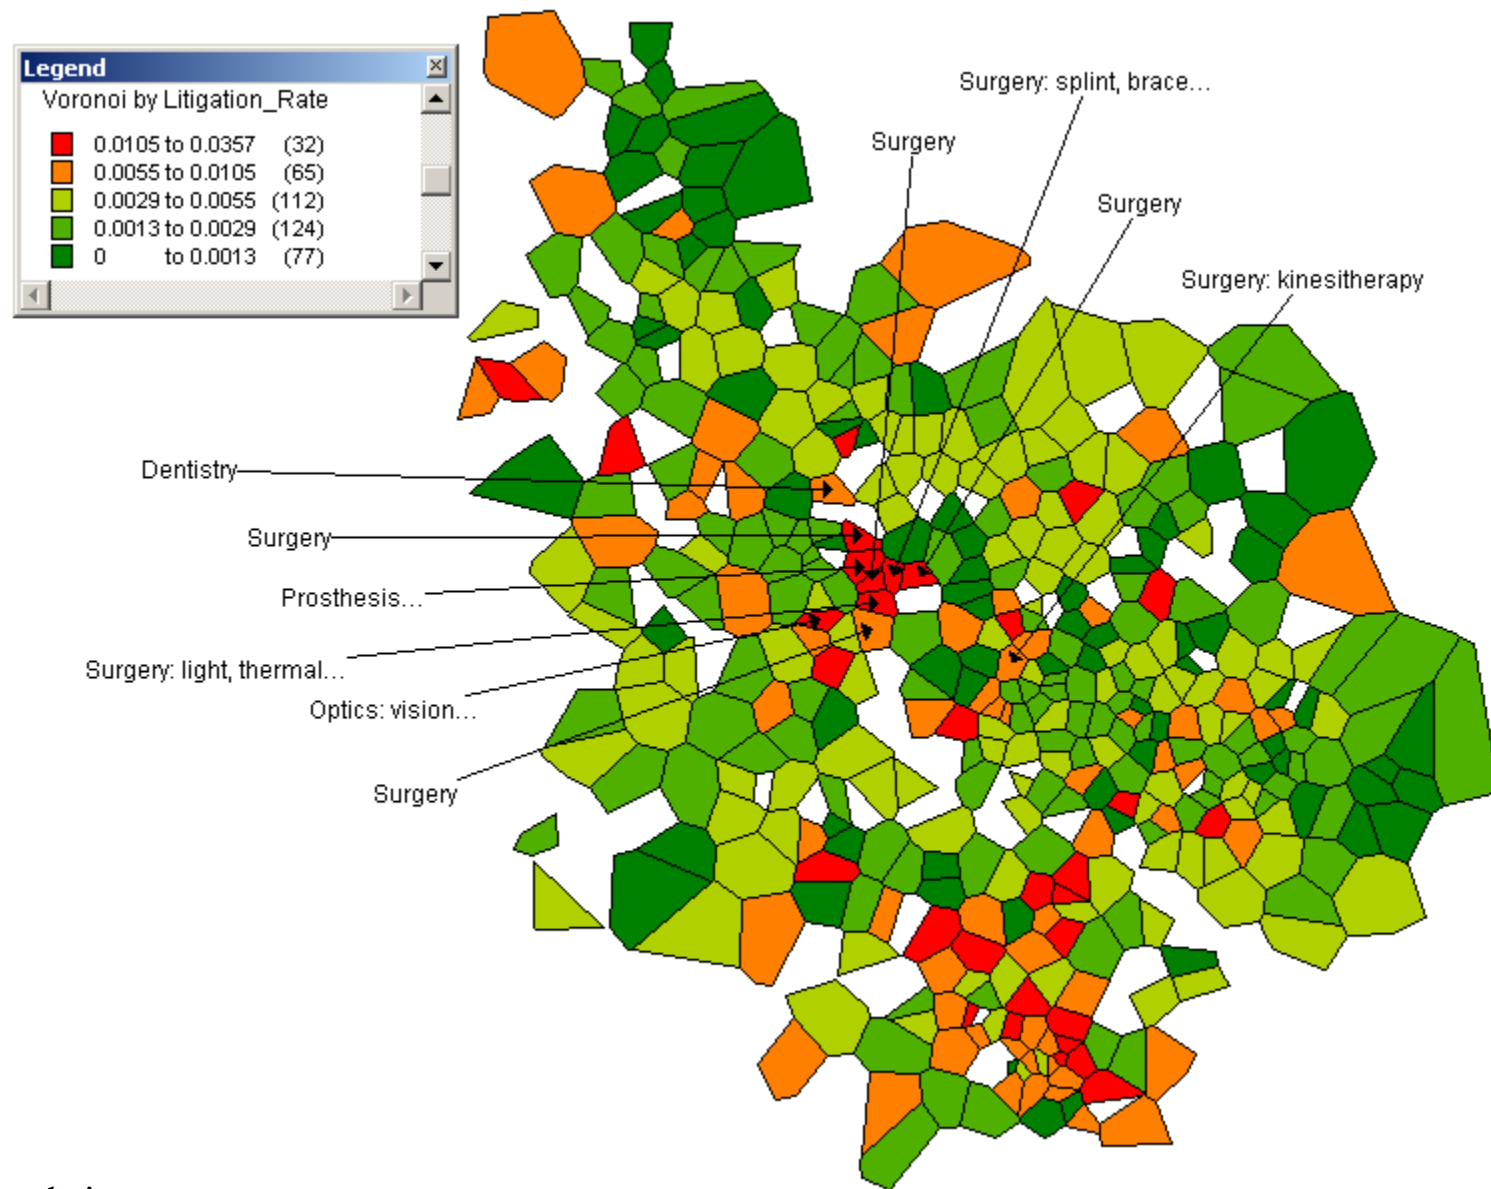 Legend
Voronoi by Litigation_Rate
0.0105 to 0.0357 (32)
0.0055 to 0.0105 (65)
0.0029 to 0.0055 (112)
0.0013 to 0.0029 (124)
0 to 0.0013 (77)
Surgery: splint, brace...
Surgery
Surgery
Surgery: kinesitherapy
Dentistry
Surgery
Prosthesis...
Surgery: light, thermal...
Optics: vision...
Surgery